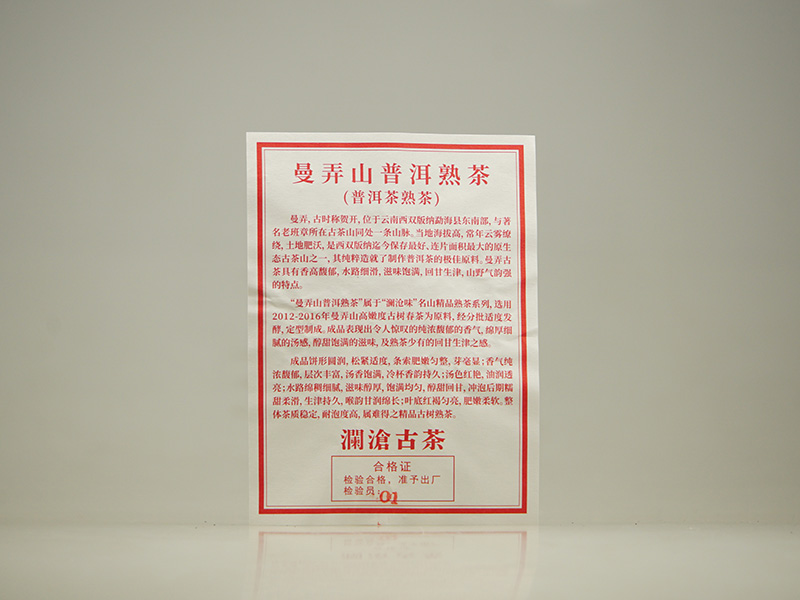 曼弄山普洱熟茶
(普洱茶熟茶)
曼弄,古时称贺开,位于云南西双版纳勐海县东南部,与著
名老班章所在古茶山同处一条山脉。当地海拔高,常年云雾缭
绕,土地肥沃,是西双版纳迄今保存最好、连片面积最大的原生
态古茶山之一,其纯粹造就了制作普洱茶的极佳原料。曼弄古
茶具有香高馥郁,水路细滑,滋味饱满,回甘生津,山野气韵强
的特点。
“曼弄山普洱熟茶”属于“澜沧味”名山精品熟茶系列,选用
2012-2016年曼弄山高嫩度古树春茶为原料,经分批适度发
酵,定型制成。成品表现出令人惊叹的纯浓馥郁的香气,绵厚细
腻的汤感,醇甜饱满的滋味,及熟茶少有的回甘生津之感。
成品饼形圆润,松紧适度,条索肥嫩匀整,芽毫显;香气纯
浓馥郁,层次丰富,汤香饱满,冷杯香韵持久;汤色红艳,油润透
亮;水路绵稠细腻,滋味醇厚,饱满均匀,醇甜回甘,冲泡后期糯
甜柔滑,生津持久,喉韵甘润绵长;叶底红褐匀亮,肥嫩柔软。整
体茶质稳定,耐泡度高,属难得之精品古树熟茶。
瀾滄古茶
合格证
检验合格,准予出厂
检验员:01